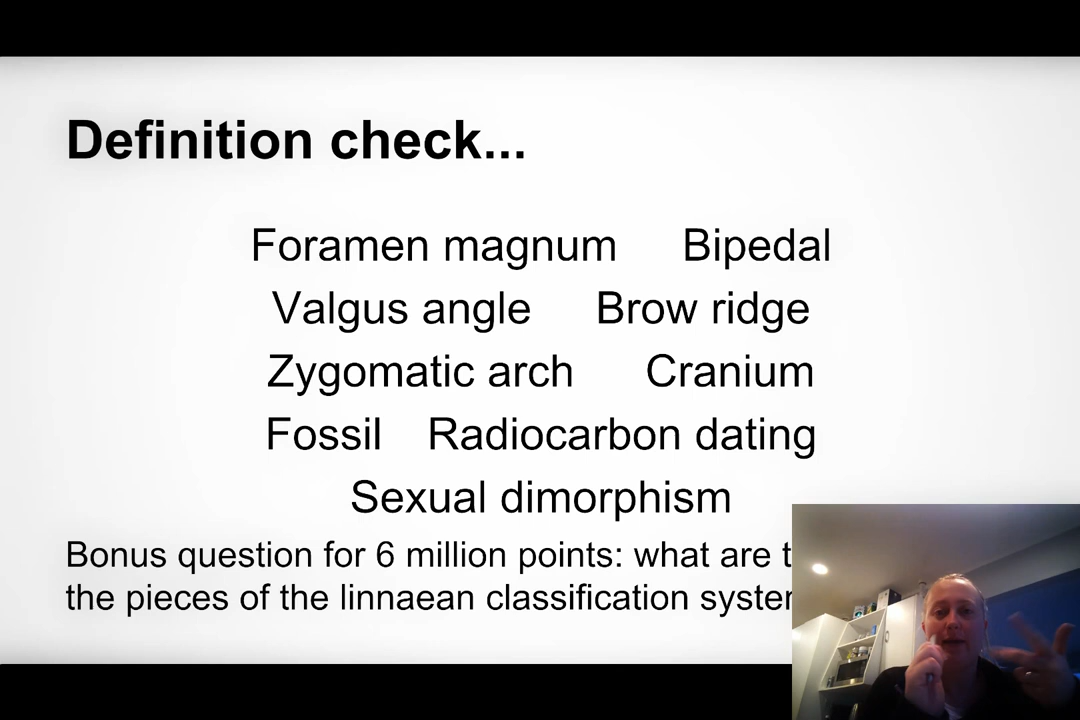 Definition check...
Foramen magnum Bipedal
Valgus angle Brow ridge
Zygomatic arch Cranium
Fossil Radiocarbon dating
Sexual dimorphism
Bonus question for 6 million points: what are
the pieces of the linnaean classification